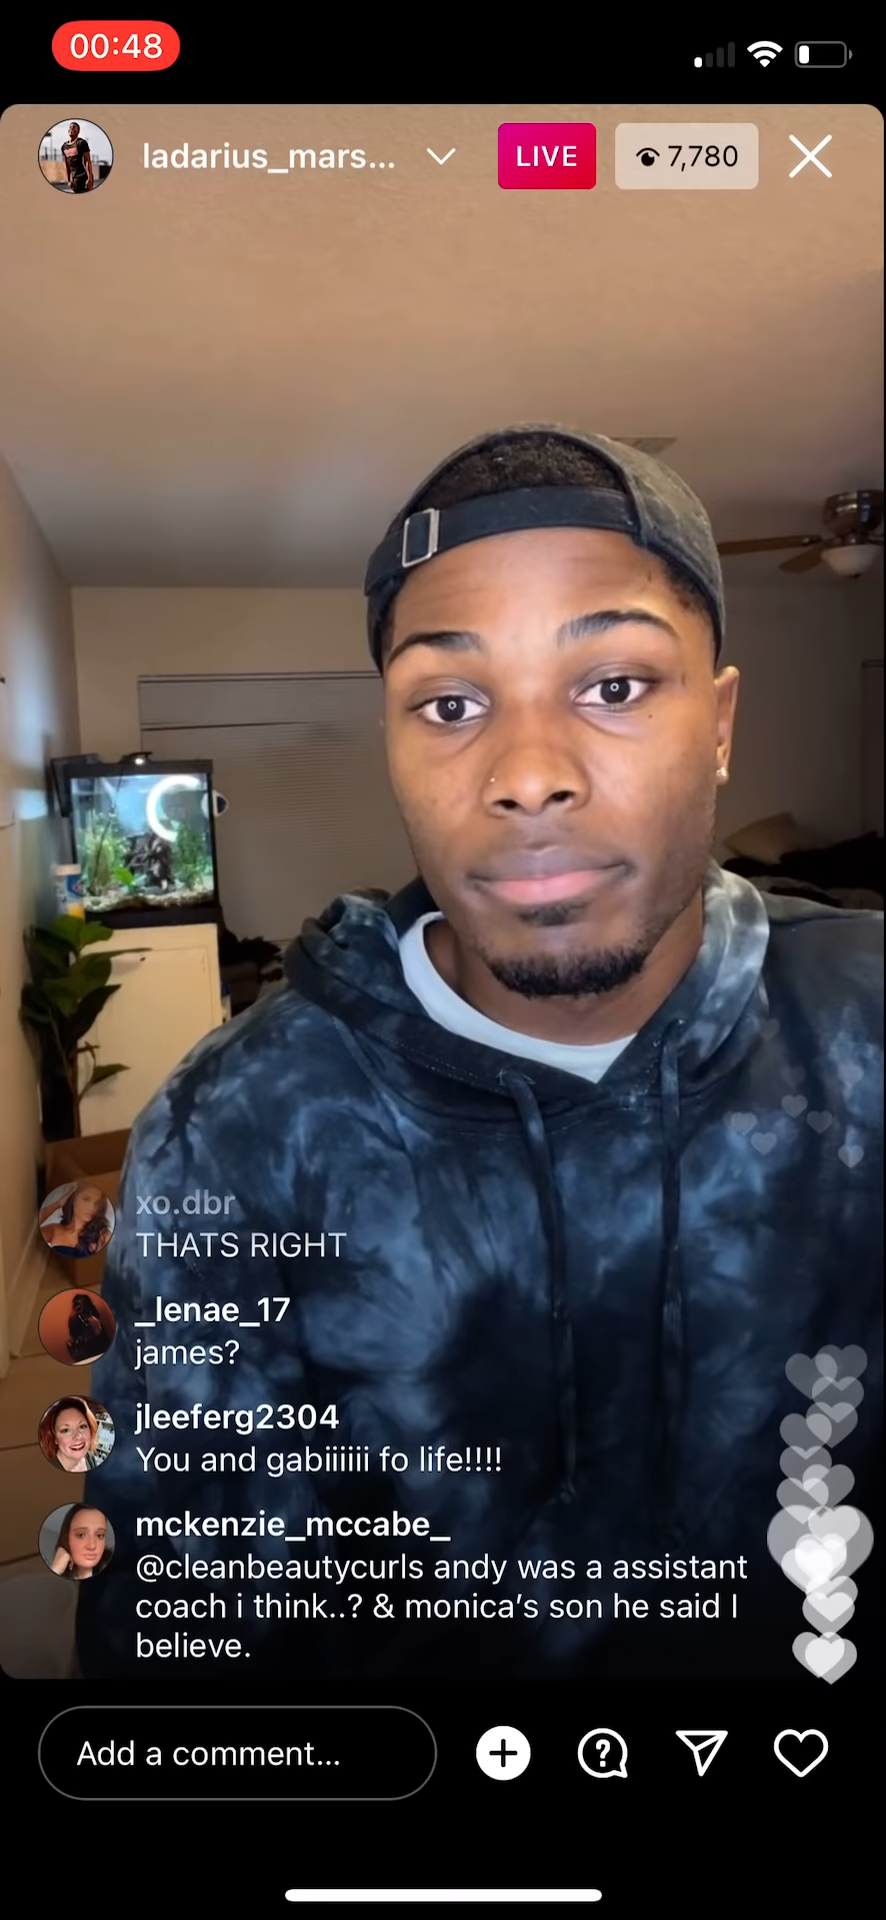 00:48
ladarius_mars...
LIVE
7,780
xo.dbr
THATS RIGHT
_lenae_17
james?
jleeferg2304
You and gabiiiiiii fo life!!!!
mckenzie_mccabe_
@cleanbeautycurls andy was a assistant
coach i think..? & monica’s son he said I
believe.
Add a comment...